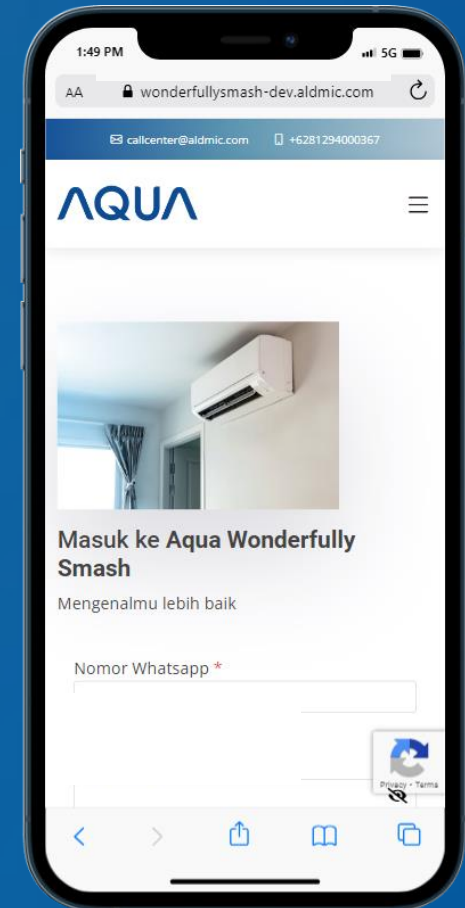 1:49 PM
5G
AA wonderfullysmash-dev.aldmic.com
callcenter@aldmic.com +6281294000367
AQUA
Masuk ke Aqua Wonderfully
Smash
Mengenalmu lebih baik
Nomor Whatsapp *
Privacy - Terms